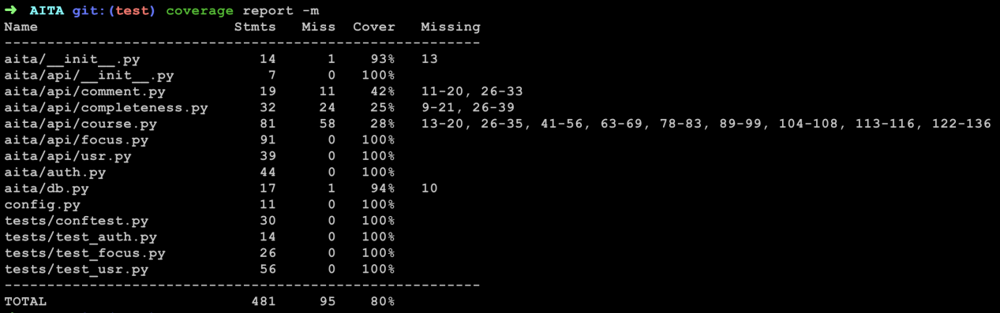 ➜ AITA git:(test) coverage report -m
Name                         Stmts   Miss  Cover   Missing
----------------------------------------------------------
aita/__init__.py                14      1    93%   13
aita/api/__init__.py             7      0   100%
aita/api/comment.py             19     11    42%   11-20, 26-33
aita/api/completeness.py        32     24    25%   9-21, 26-39
aita/api/course.py              81     58    28%   13-20, 26-35, 41-56, 63-69, 78-83, 89-99, 104-108, 113-116, 122-136
aita/api/focus.py               91      0   100%
aita/api/usr.py                 39      0   100%
aita/auth.py                    44      0   100%
aita/db.py                      17      1    94%   10
config.py                       11      0   100%
tests/conftest.py               30      0   100%
tests/test_auth.py              14      0   100%
tests/test_focus.py             26      0   100%
tests/test_usr.py               56      0   100%
----------------------------------------------------------
TOTAL                          481     95    80%